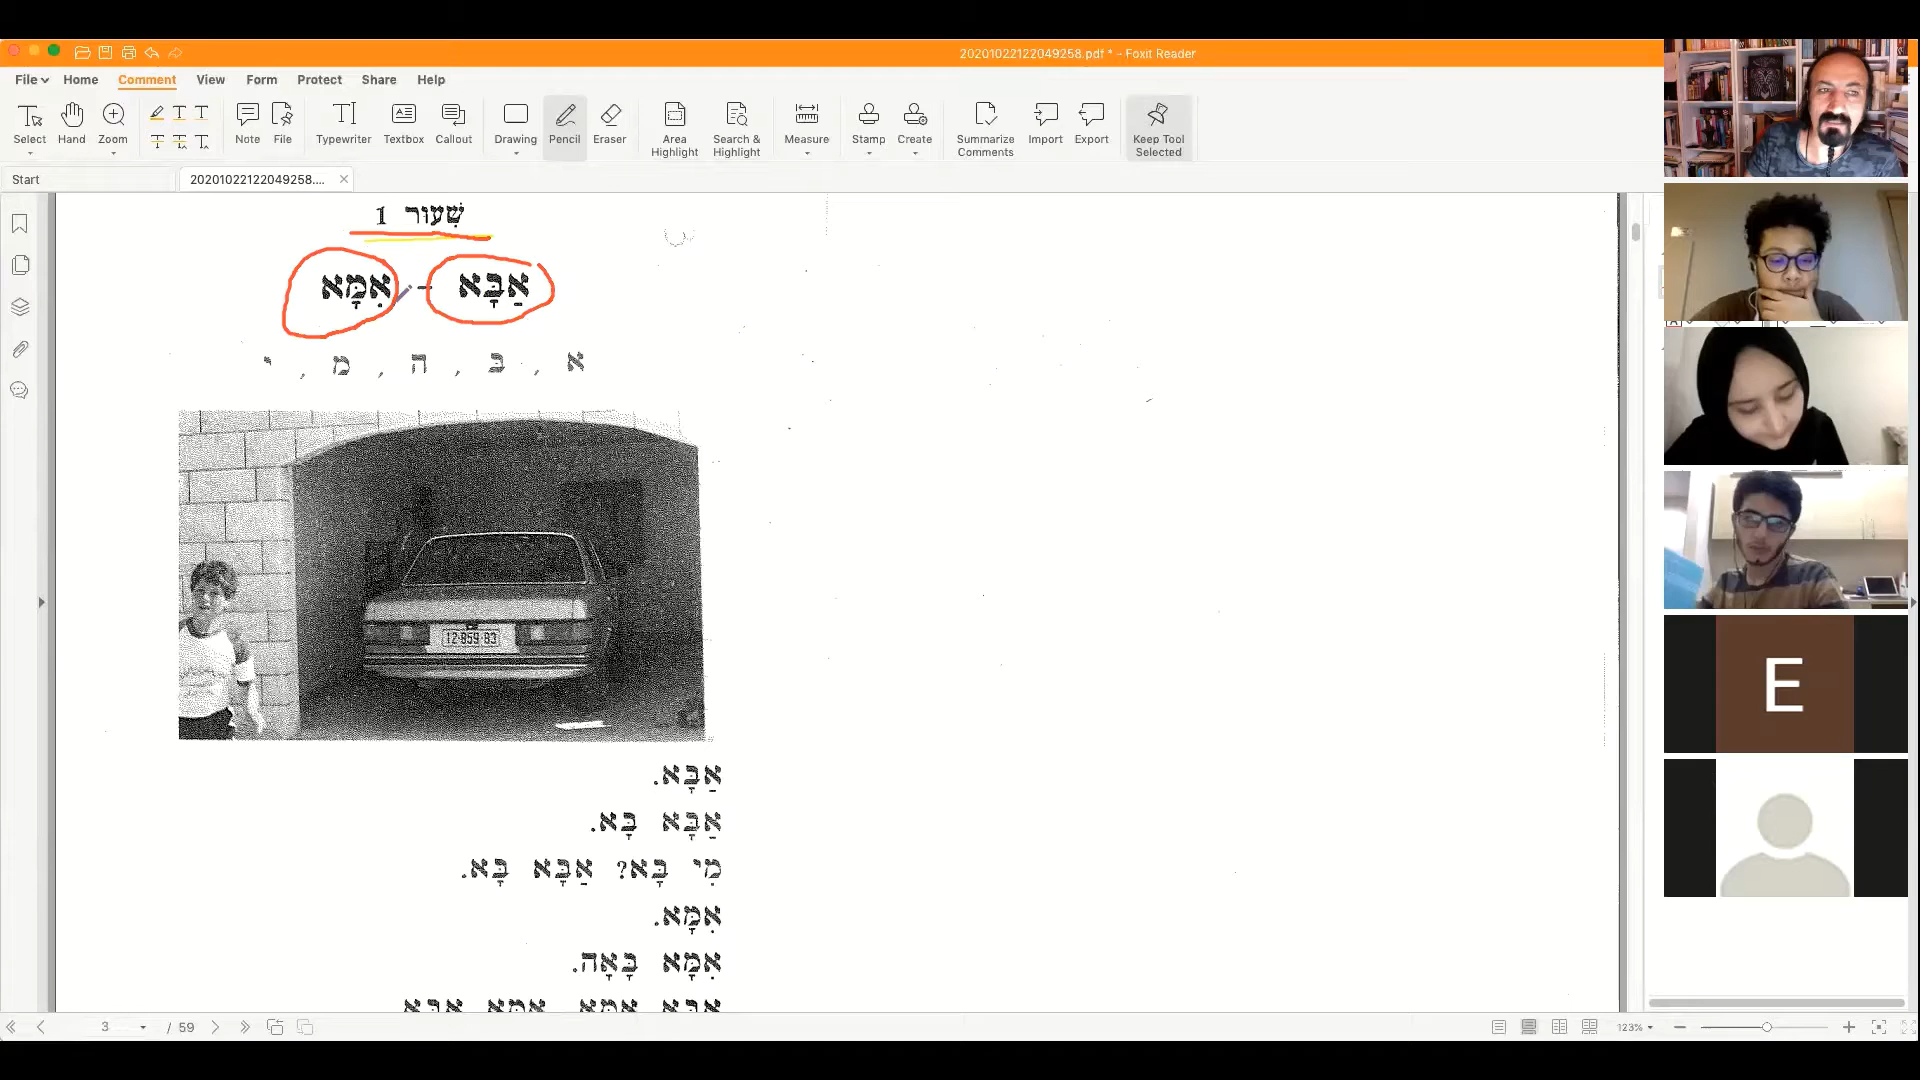 20201022122049258.pdf * - Foxit Reader
File Home Comment View Form Protect Share Help
Select Hand Zoom Note File Typewriter Textbox Callout Drawing Pencil Eraser Area Highlight Search & Highlight Measure Stamp Create Summarize Comments Import Export Keep Tool Selected
Start 20201022122049258....
שִׁעוּר 1
אַבָּא - אִמָּא
א , בּ , ה , מ , י
12·859·83
אַבָּא.
אַבָּא בָּא.
מִי בָּא? אַבָּא בָּא.
אִמָּא.
אִמָּא בָּאָה.
3 / 59 123%
E